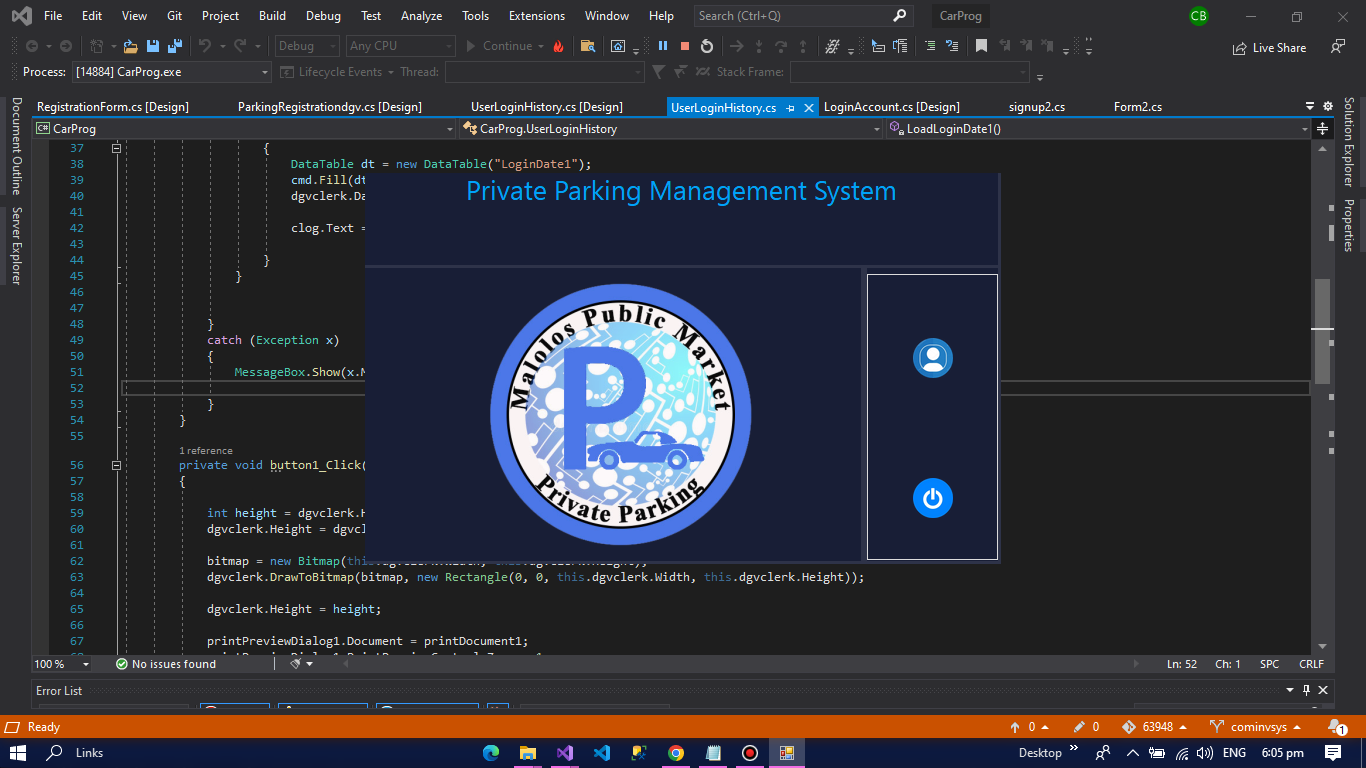 File Edit View Git Project Build Debug Test Analyze Tools Extensions Window Help Search (Ctrl+Q) CarProg CB
Debug Any CPU Continue Live Share
Process: [14884] CarProg.exe Lifecycle Events Thread: Stack Frame:
RegistrationForm.cs [Design] ParkingRegistrationdgv.cs [Design] UserLoginHistory.cs [Design] UserLoginHistory.cs LoginAccount.cs [Design] signup2.cs Form2.cs
C# CarProg CarProg.UserLoginHistory LoadLoginDate1()
Document Outline
Server Explorer
Solution Explorer
Properties
37 {
38 DataTable dt = new DataTable("LoginDate1");
39 cmd.Fill(dt
40 dgvclerk.Da
41
42 clog.Text =
43
44 }
45 }
46
47
48 }
49 catch (Exception x)
50 {
51 MessageBox.Show(x.M
52
53 }
54 }
55
1 reference
56 private void button1_Click(
57 {
58
59 int height = dgvclerk.H
60 dgvclerk.Height = dgvcl
61
62 bitmap = new Bitmap(this.dgvclerk.Width, this.dgvclerk.Height);
63 dgvclerk.DrawToBitmap(bitmap, new Rectangle(0, 0, this.dgvclerk.Width, this.dgvclerk.Height));
64
65 dgvclerk.Height = height;
66
67 printPreviewDialog1.Document = printDocument1;
Private Parking Management System
Malolos Public Market
P
Private Parking
100 % No issues found Ln: 52 Ch: 1 SPC CRLF
Error List
Ready 0 0 63948 cominvsys 1
Links Desktop ENG 6:05 pm